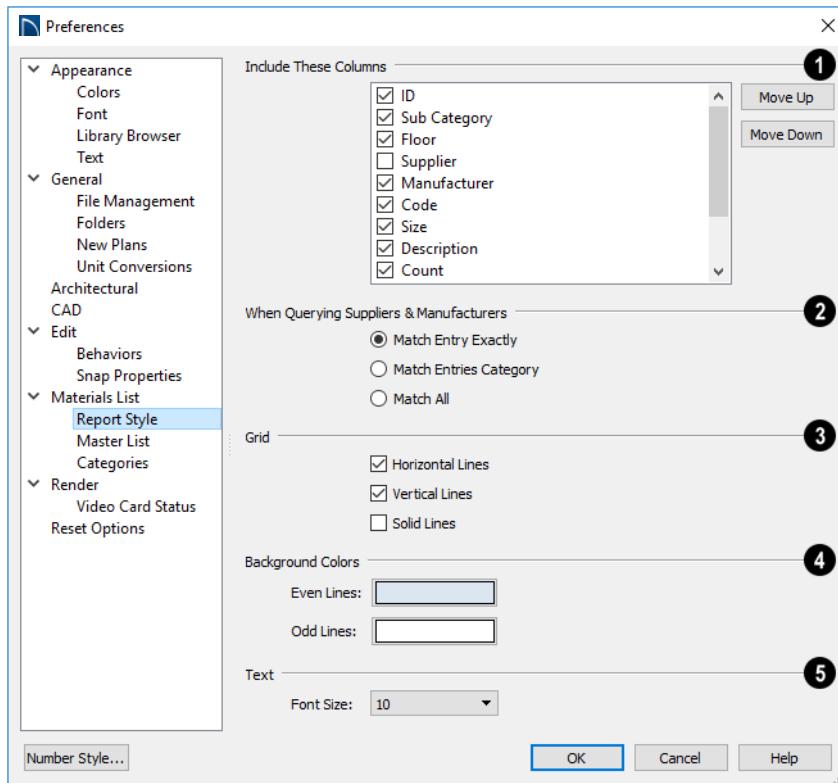 Preferences
Appearance
Colors
Font
Library Browser
Text
General
File Management
Folders
New Plans
Unit Conversions
Architectural
CAD
Edit
Behaviors
Snap Properties
Materials List
Report Style
Master List
Categories
Render
Video Card Status
Reset Options
Include These Columns
1
ID
Sub Category
Floor
Supplier
Manufacturer
Code
Size
Description
Count
Move Up
Move Down
When Querying Suppliers & Manufacturers
2
Match Entry Exactly
Match Entries Category
Match All
Grid
3
Horizontal Lines
Vertical Lines
Solid Lines
Background Colors
4
Even Lines:
Odd Lines:
Text
5
Font Size: 10
Number Style... OK Cancel Help